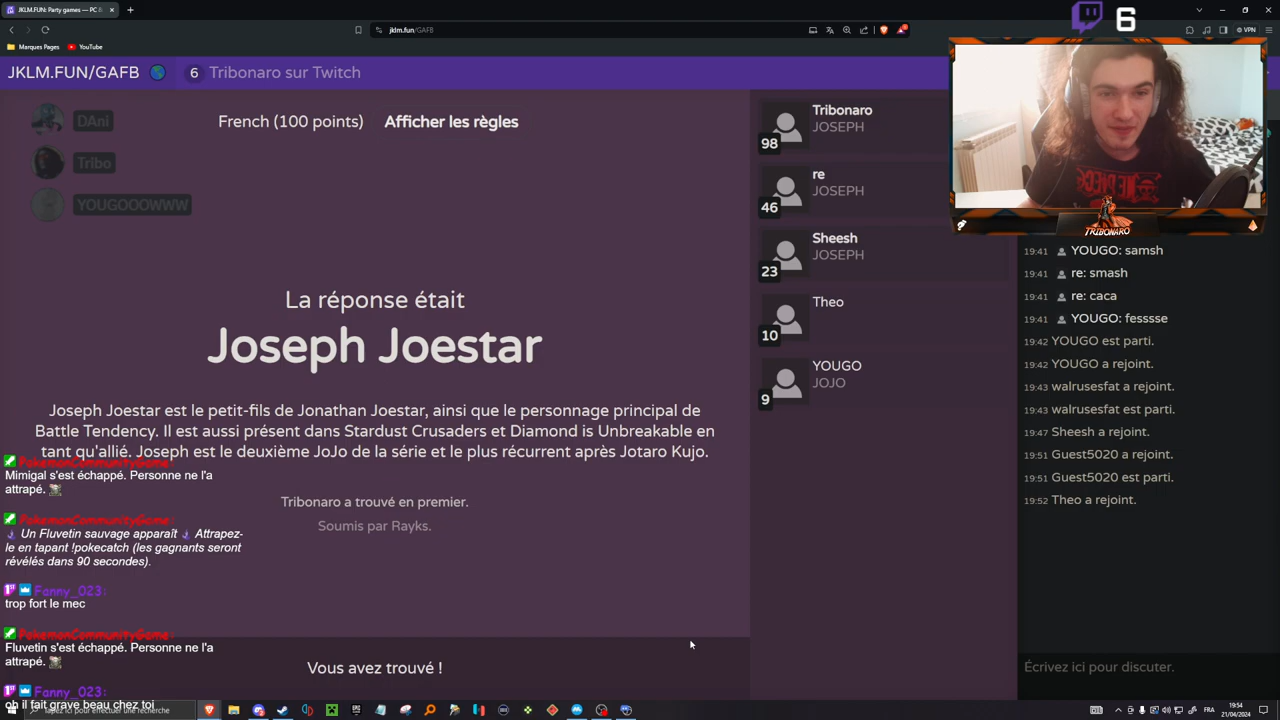 JKLM.FUN: Party games — PC &
6
jklm.fun/GAFB
VPN
Marques Pages
YouTube
JKLM.FUN/GAFB
6 Tribonaro sur Twitch
DAni
Tribo
YOUGOOOWWW
French (100 points)
Afficher les règles
La réponse était
Joseph Joestar
Joseph Joestar est le petit-fils de Jonathan Joestar, ainsi que le personnage principal de
Battle Tendency. Il est aussi présent dans Stardust Crusaders et Diamond is Unbreakable en
tant qu'allié. Joseph est le deuxième JoJo de la série et le plus récurrent après Jotaro Kujo.
Tribonaro a trouvé en premier.
Soumis par Rayks.
Vous avez trouvé !
Tribonaro
JOSEPH
98
re
JOSEPH
46
Sheesh
JOSEPH
23
Theo
10
YOUGO
JOJO
9
TRIBONARO
19:41 YOUGO: samsh
19:41 re: smash
19:41 re: caca
19:41 YOUGO: fesssse
19:42 YOUGO est parti.
19:42 YOUGO a rejoint.
19:43 walrusesfat a rejoint.
19:43 walrusesfat est parti.
19:47 Sheesh a rejoint.
19:51 Guest5020 a rejoint.
19:51 Guest5020 est parti.
19:52 Theo a rejoint.
Écrivez ici pour discuter.
PokemonCommunityGame:
Mimigal s'est échappé. Personne ne l'a
attrapé.
PokemonCommunityGame:
Un Fluvetin sauvage apparaît Attrapez-
le en tapant !pokecatch (les gagnants seront
révélés dans 90 secondes).
Fanny_023:
trop fort le mec
PokemonCommunityGame:
Fluvetin s'est échappé. Personne ne l'a
attrapé.
Fanny_023:
oh il fait grave beau chez toi
Tapez ici pour effectuer une recherche
FRA
19:54
21/04/2024